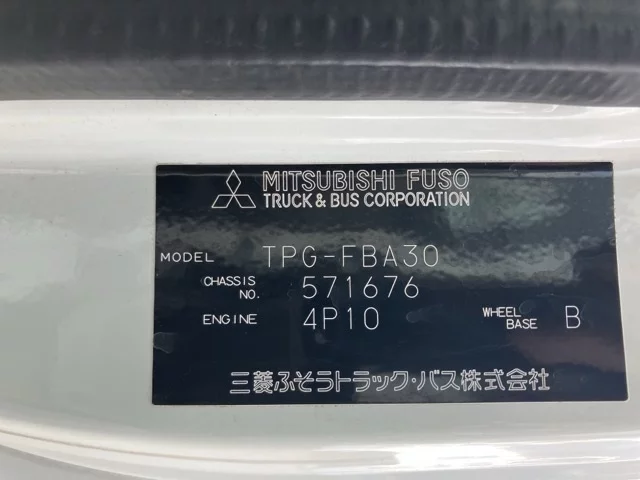 MITSUBISHI FUSO
TRUCK & BUS CORPORATION
MODEL TPG-FBA30
CHASSIS NO. 571676
ENGINE 4P10 WHEEL BASE B
三菱ふそうトラック・バス株式会社